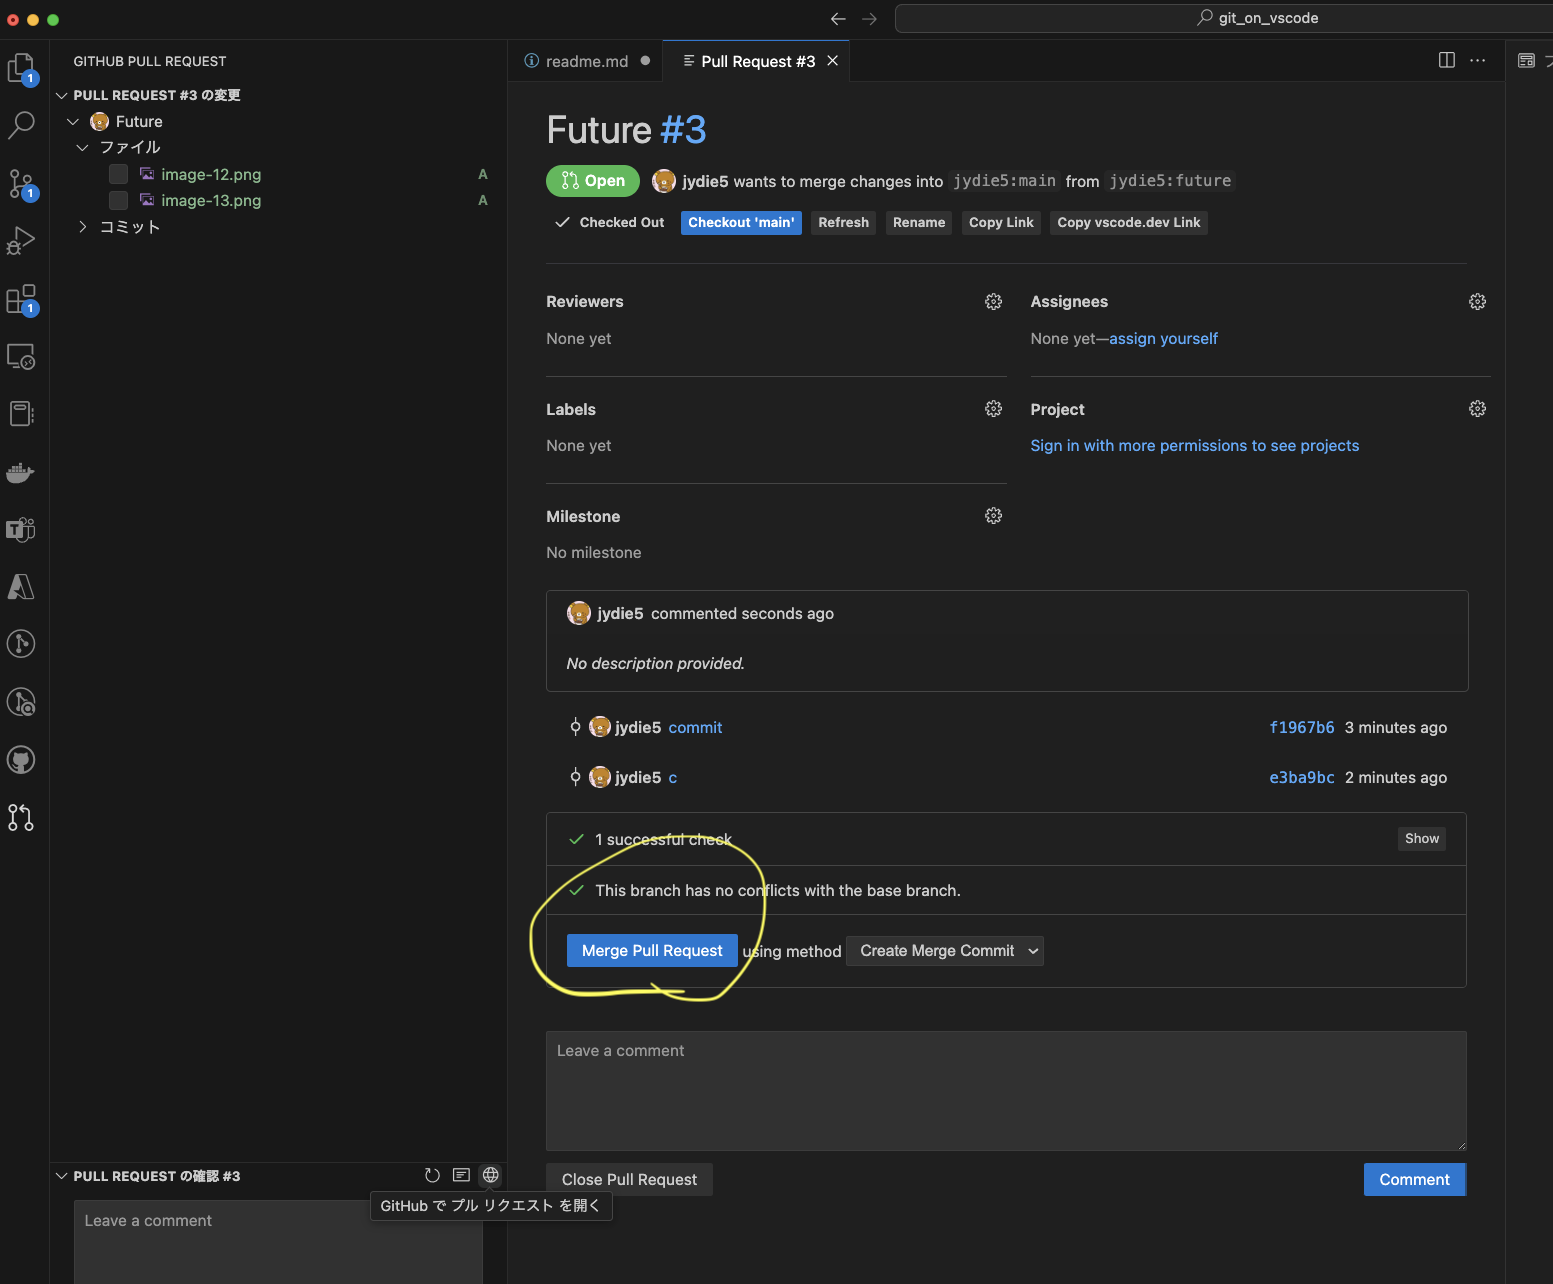 git_on_vscode
GITHUB PULL REQUEST
PULL REQUEST #3 の変更
Future
ファイル
image-12.png A
image-13.png A
コミット
1
1
1
readme.md
Pull Request #3
Future #3
Open jydie5 wants to merge changes into jydie5:main from jydie5:future
Checked Out Checkout 'main' Refresh Rename Copy Link Copy vscode.dev Link
Reviewers
None yet
Assignees
None yet—assign yourself
Labels
None yet
Project
Sign in with more permissions to see projects
Milestone
No milestone
jydie5 commented seconds ago
No description provided.
jydie5 commit f1967b6 3 minutes ago
jydie5 c e3ba9bc 2 minutes ago
1 successful check Show
This branch has no conflicts with the base branch.
Merge Pull Request using method Create Merge Commit
Leave a comment
Close Pull Request Comment
PULL REQUEST の確認 #3
GitHub で プル リクエスト を開く
Leave a comment